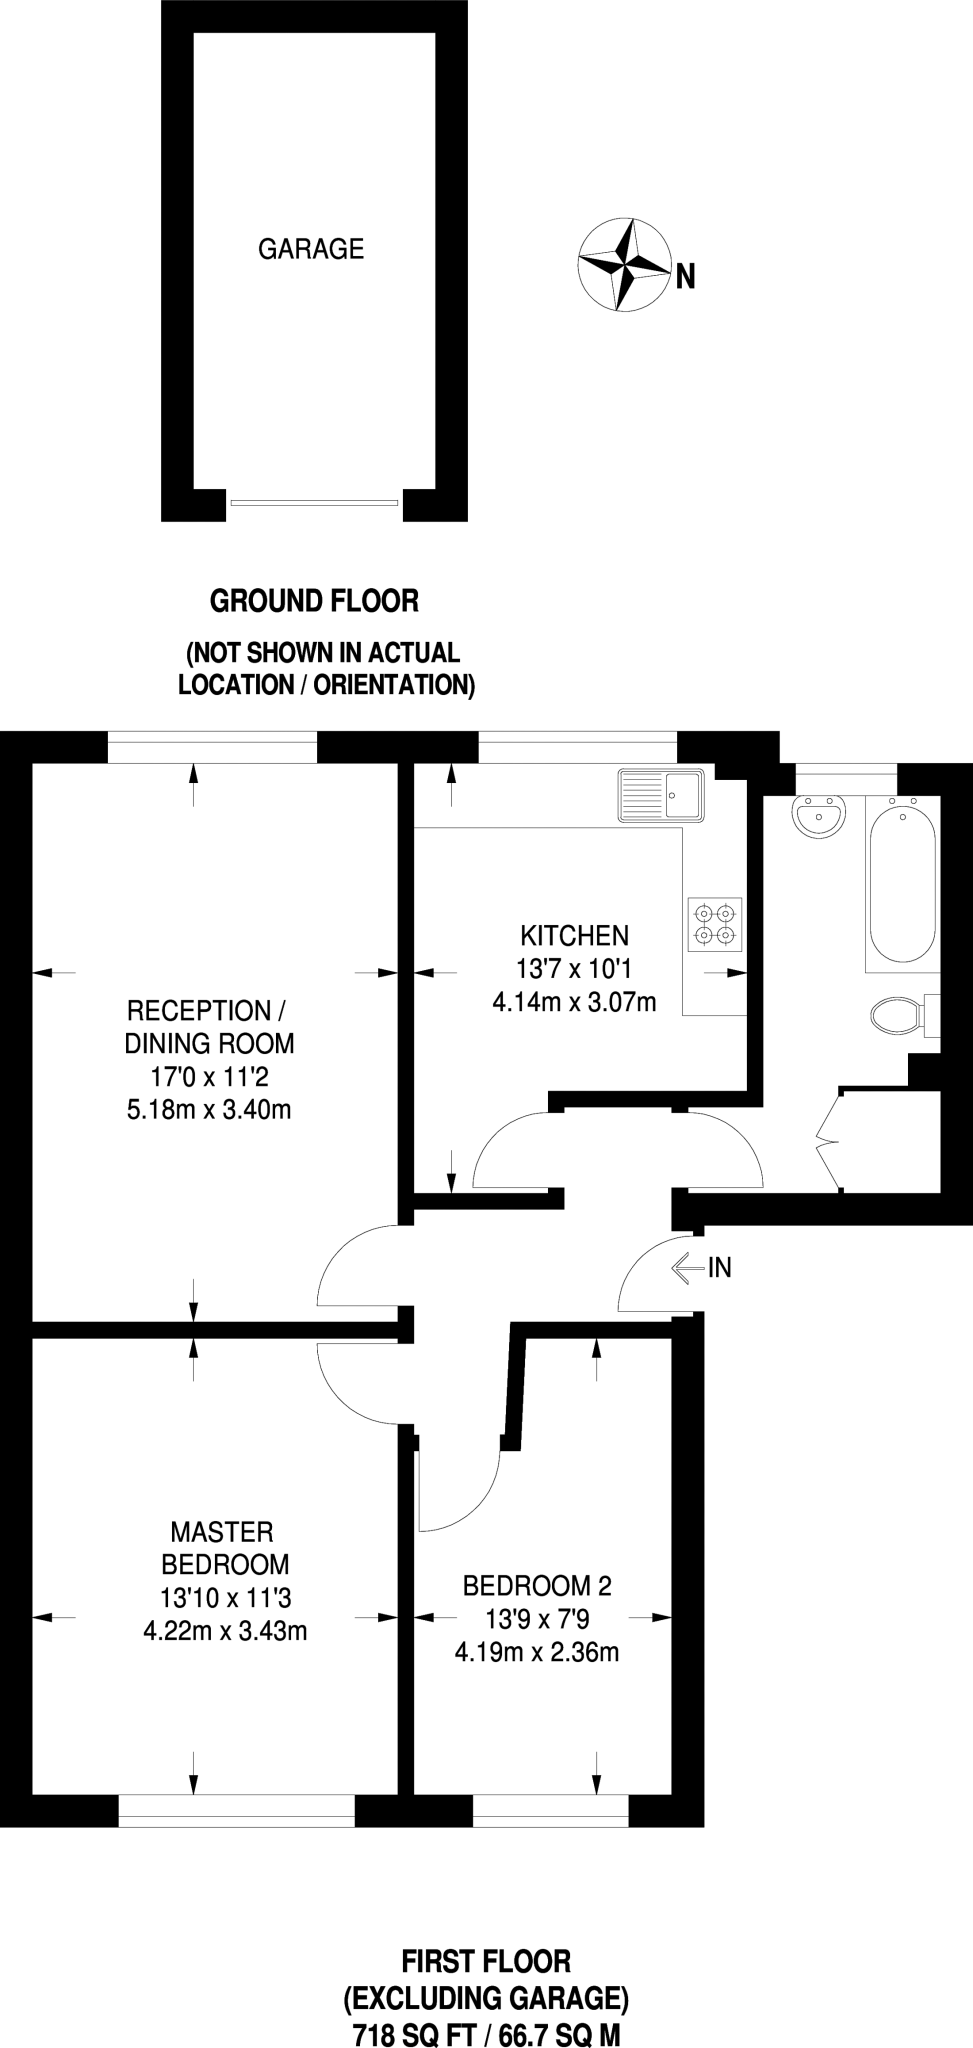 GARAGE
N
GROUND FLOOR
(NOT SHOWN IN ACTUAL
LOCATION / ORIENTATION)
KITCHEN
13'7 x 10'1
4.14m x 3.07m
RECEPTION /
DINING ROOM
17'0 x 11'2
5.18m x 3.40m
IN
MASTER
BEDROOM
13'10 x 11'3
4.22m x 3.43m
BEDROOM 2
13'9 x 7'9
4.19m x 2.36m
FIRST FLOOR
(EXCLUDING GARAGE)
718 SQ FT / 66.7 SQ M